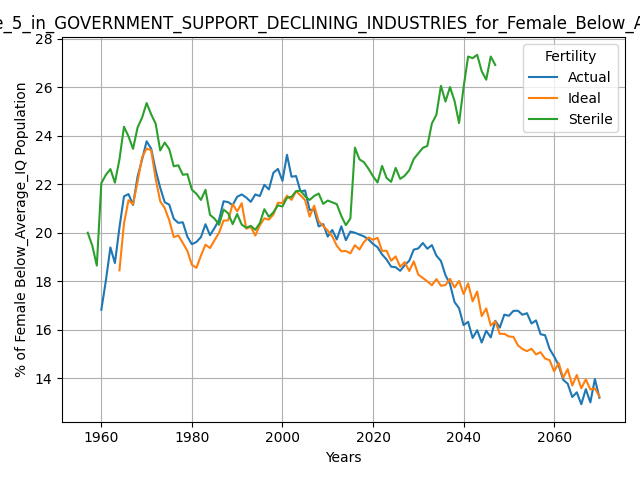 e_5_in_GOVERNMENT_SUPPORT_DECLINING_INDUSTRIES_for_Female_Below_A
28
26
24
22
20
18
16
14
% of Female Below_Average_IQ Population
Fertility
Actual
Ideal
Sterile
1960 1980 2000 2020 2040 2060
Years